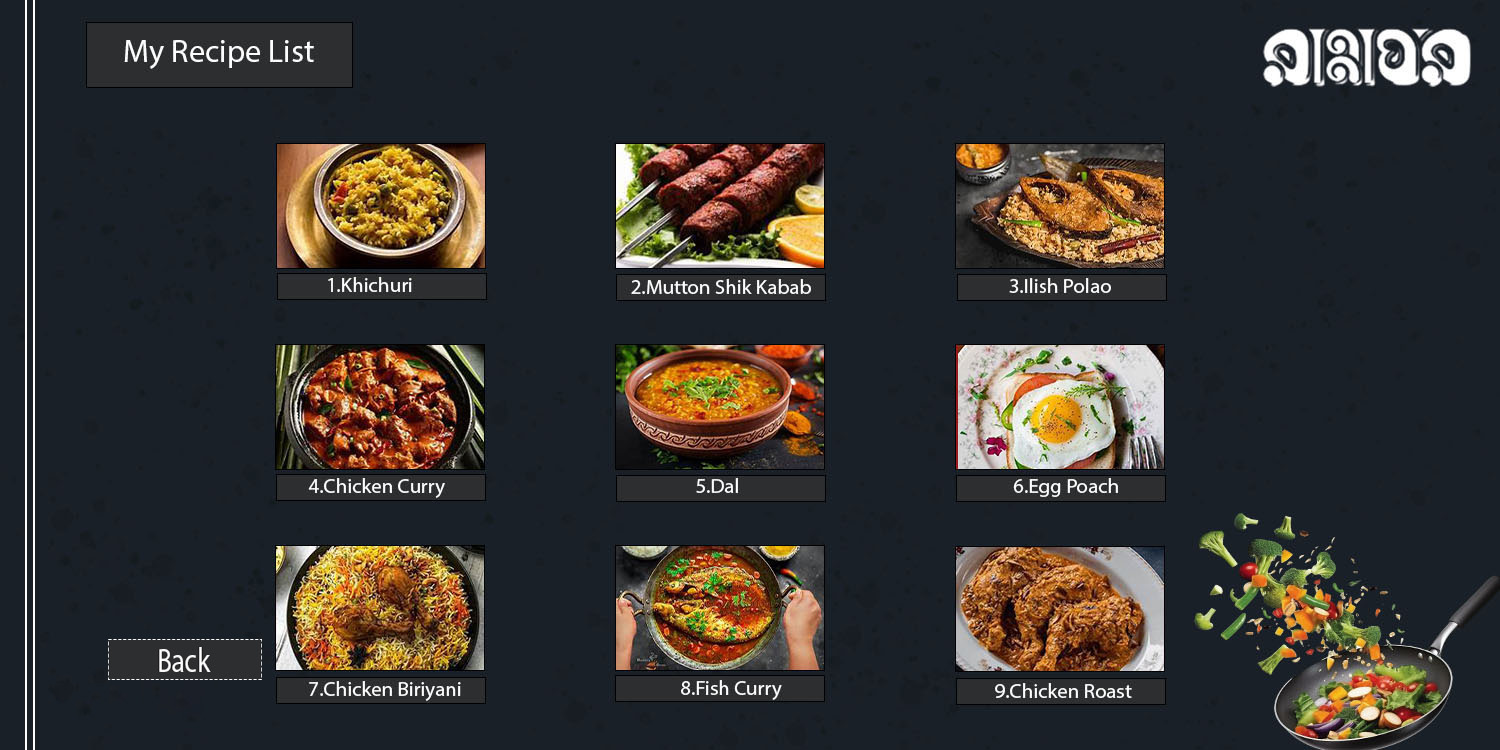 My Recipe List
রান্নাঘর
1.Khichuri
2.Mutton Shik Kabab
3.Ilish Polao
4.Chicken Curry
5.Dal
6.Egg Poach
7.Chicken Biriyani
8.Fish Curry
9.Chicken Roast
Back